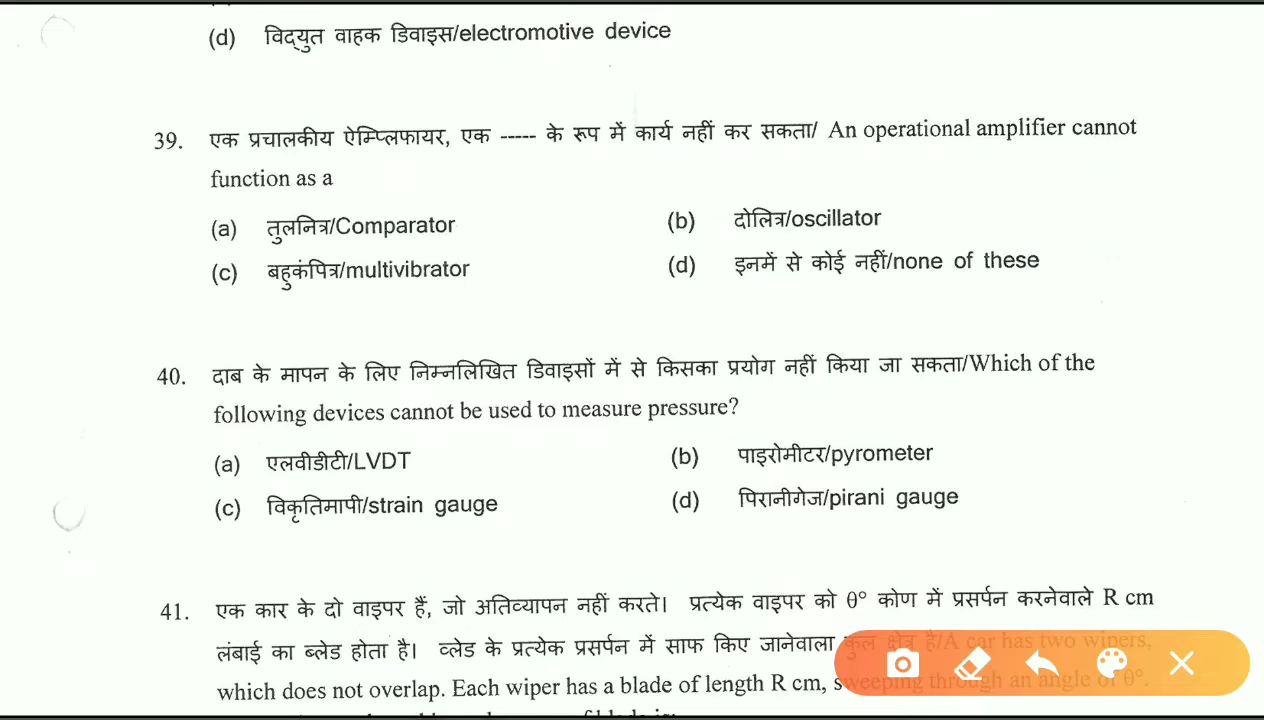 (d) विद्युत वाहक डिवाइस/electromotive device
39. एक प्रचालकीय ऐम्प्लिफायर, एक ----- के रूप में कार्य नहीं कर सकता/ An operational amplifier cannot
function as a
(a) तुलनित्र/Comparator (b) दोलित्र/oscillator
(c) बहुकंपित्र/multivibrator (d) इनमें से कोई नहीं/none of these
40. दाब के मापन के लिए निम्नलिखित डिवाइसों में से किसका प्रयोग नहीं किया जा सकता/Which of the
following devices cannot be used to measure pressure?
(a) एलवीडीटी/LVDT (b) पाइरोमीटर/pyrometer
(c) विकृतिमापी/strain gauge (d) पिरानीगेज/pirani gauge
41. एक कार के दो वाइपर हैं, जो अतिव्यापन नहीं करते। प्रत्येक वाइपर को θ° कोण में प्रसर्पन करनेवाले R cm
लंबाई का ब्लेड होता है। ब्लेड के प्रत्येक प्रसर्पन में साफ किए जानेवाला कुल क्षेत्र है/A car has two wipers,
which does not overlap. Each wiper has a blade of length R cm, sweeping through an angle of θ°.